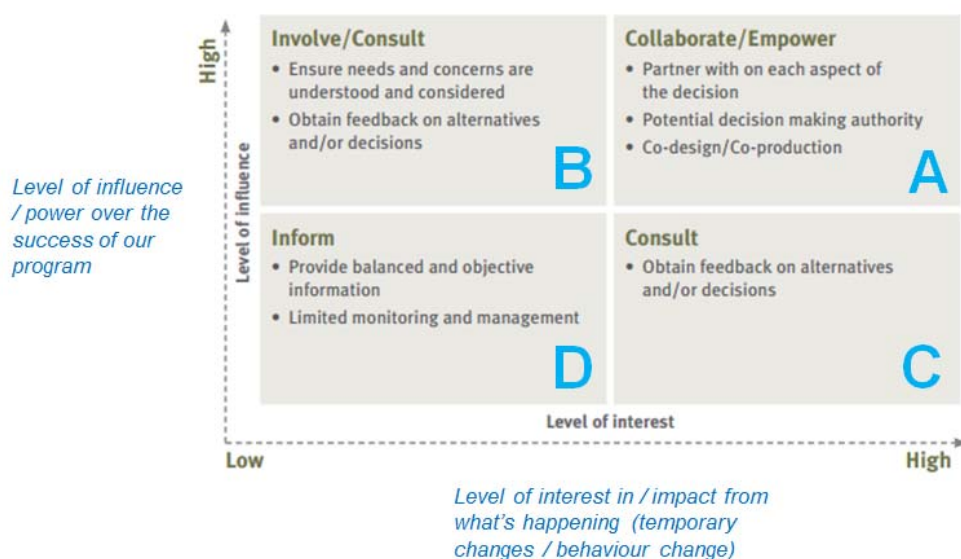 High
Level of influence
Level of influence
/ power over the
success of our
program
Involve/Consult
• Ensure needs and concerns are
understood and considered
• Obtain feedback on alternatives
and/or decisions
B
Collaborate/Empower
• Partner with on each aspect of
the decision
• Potential decision making authority
• Co-design/Co-production
A
Inform
• Provide balanced and objective
information
• Limited monitoring and management
D
Consult
• Obtain feedback on alternatives
and/or decisions
C
Level of interest
Low
High
Level of interest in / impact from
what's happening (temporary
changes / behaviour change)